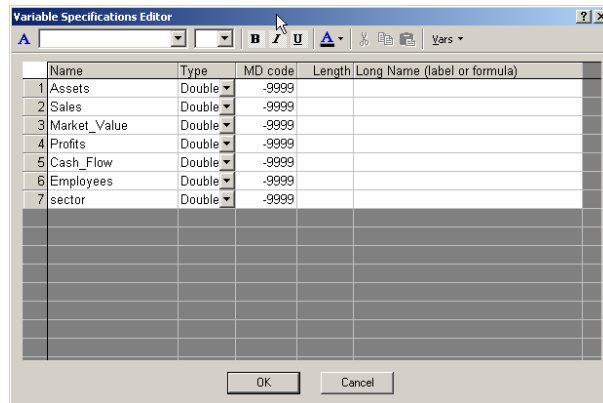 Variable Specifications Editor
A B I U A Vars
Name Type MD code Length Long Name (label or formula)
1 Assets Double -9999
2 Sales Double -9999
3 Market_Value Double -9999
4 Profits Double -9999
5 Cash_Flow Double -9999
6 Employees Double -9999
7 sector Double -9999
OK Cancel